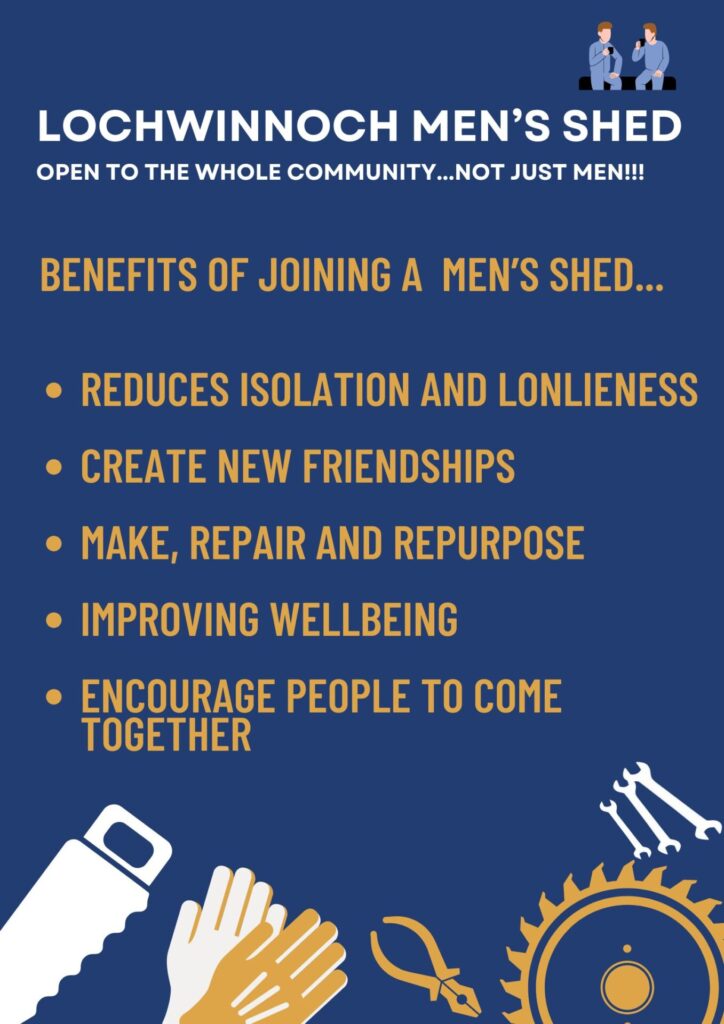 LOCHWINNOCH MEN'S SHED
OPEN TO THE WHOLE COMMUNITY...NOT JUST MEN!!!
BENEFITS OF JOINING A MEN'S SHED...
• REDUCES ISOLATION AND LONLIENESS
• CREATE NEW FRIENDSHIPS
• MAKE, REPAIR AND REPURPOSE
• IMPROVING WELLBEING
• ENCOURAGE PEOPLE TO COME
TOGETHER